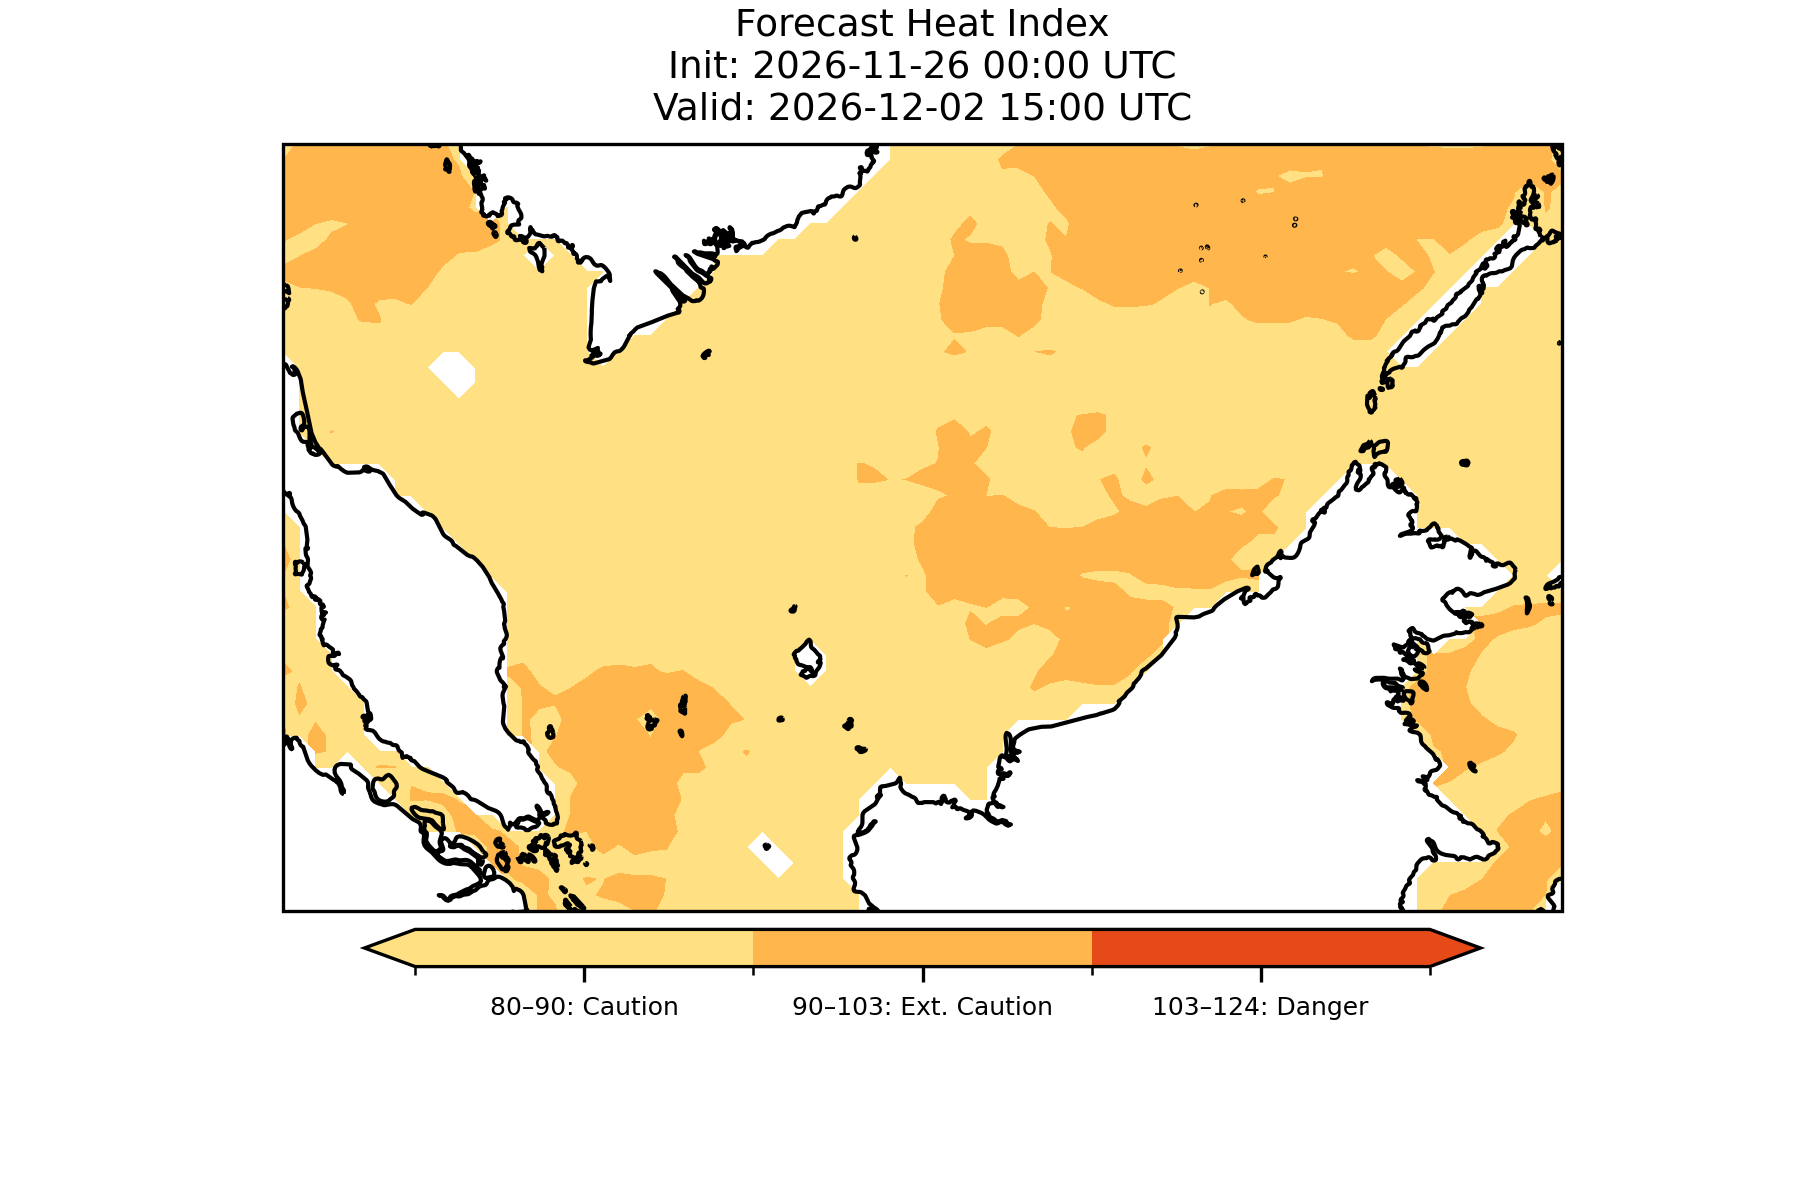 Forecast Heat Index
Init: 2026-11-26 00:00 UTC
Valid: 2026-12-02 15:00 UTC
80–90: Caution
90–103: Ext. Caution
103–124: Danger